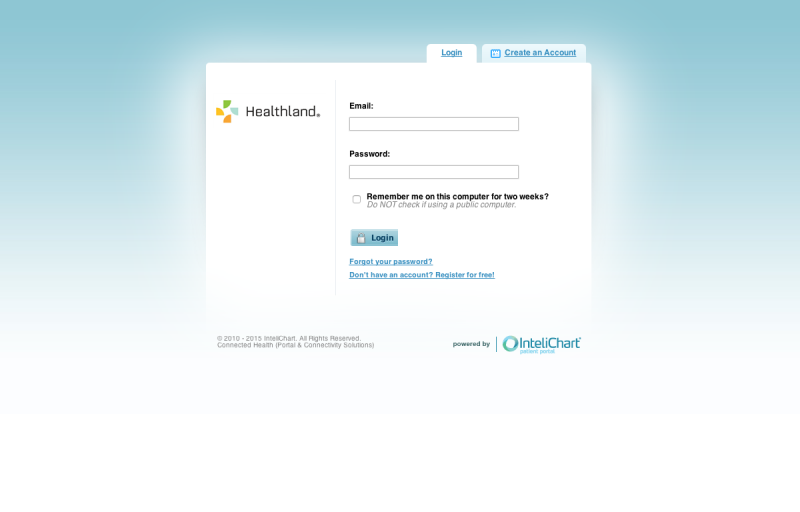 Login
Create an Account
Healthland®
Email:
Password:
Remember me on this computer for two weeks?
Do NOT check if using a public computer.
Login
Forgot your password?
Don't have an account? Register for free!
© 2010 - 2015 InteliChart. All Rights Reserved.
Connected Health (Portal & Connectivity Solutions)
powered by
InteliChart
patient portal